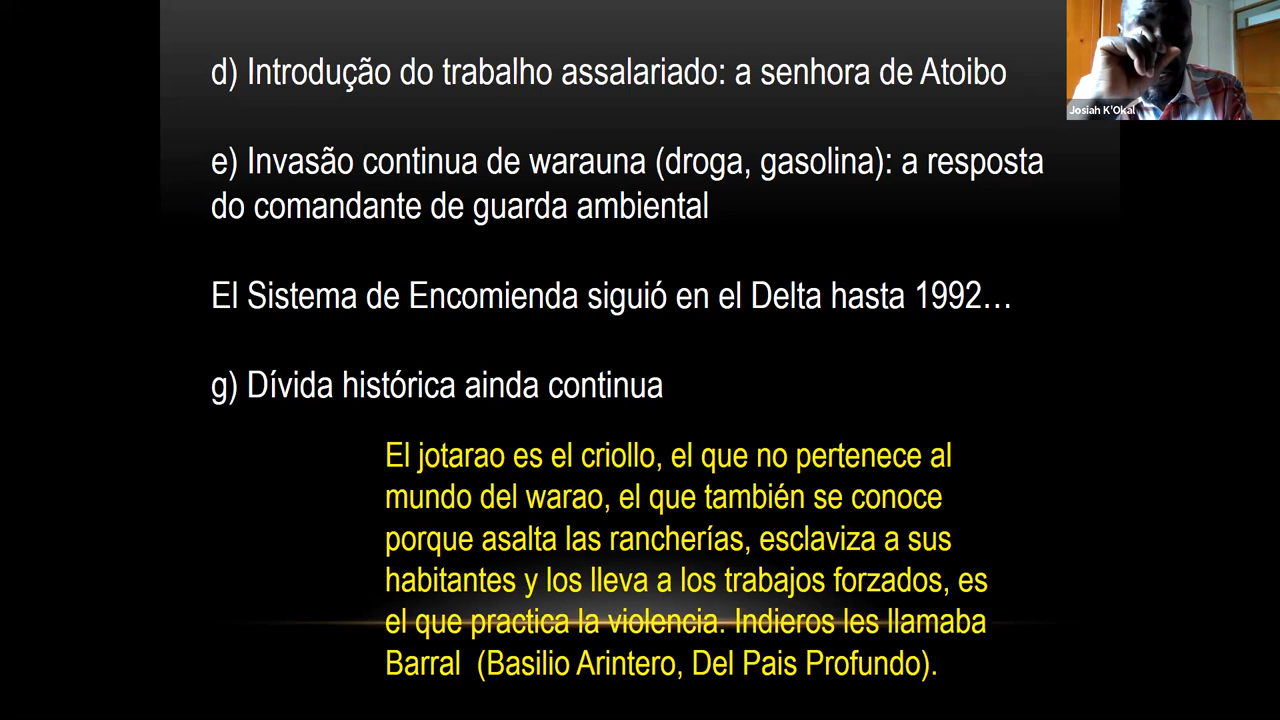 d) Introdução do trabalho assalariado: a senhora de Atoibo
Josiah K'Okal
e) Invasão continua de warauna (droga, gasolina): a resposta
do comandante de guarda ambiental
El Sistema de Encomienda siguió en el Delta hasta 1992…
g) Dívida histórica ainda continua
El jotarao es el criollo, el que no pertenece al
mundo del warao, el que también se conoce
porque asalta las rancherías, esclaviza a sus
habitantes y los lleva a los trabajos forzados, es
el que practica la violencia. Indieros les llamaba
Barral (Basilio Arintero, Del Pais Profundo).